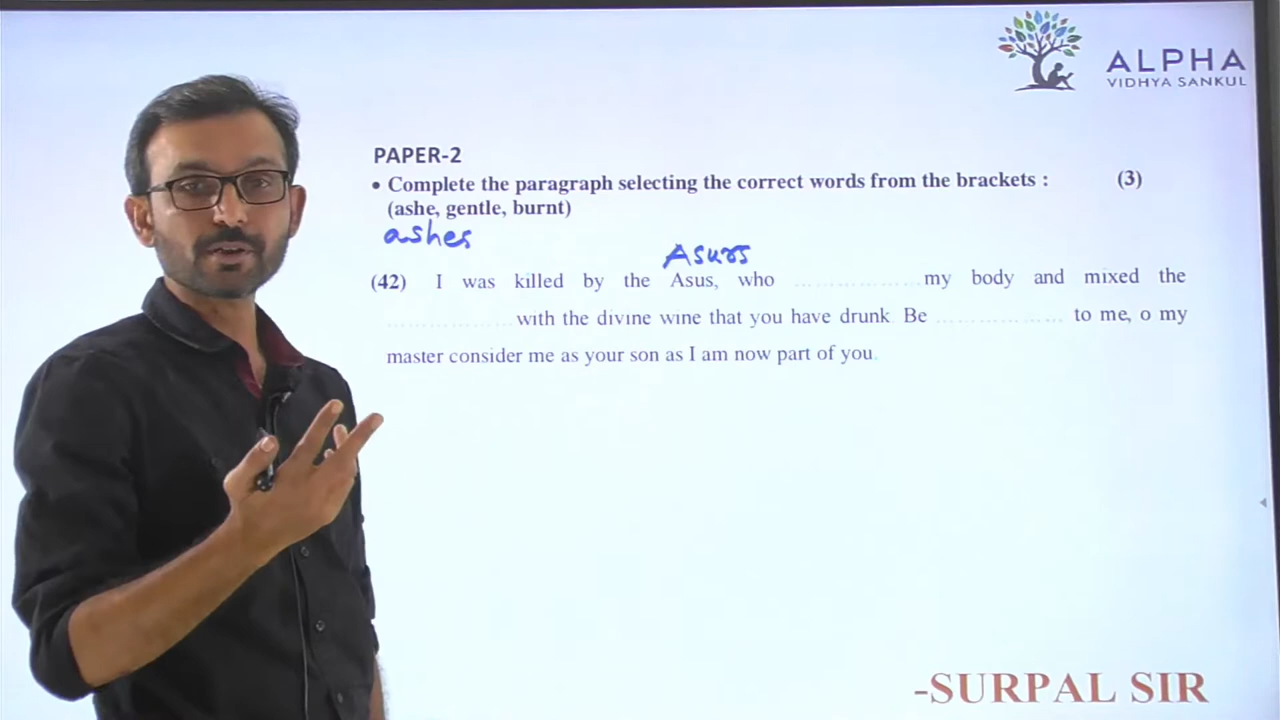 ALPHA
VIDHYA SANKUL
PAPER-2
• Complete the paragraph selecting the correct words from the brackets : (3)
(ashe, gentle, burnt)
ashes
Asurs
(42) I was killed by the Asus, who .................... my body and mixed the
.................... with the divine wine that you have drunk. Be .................... to me, o my
master consider me as your son as I am now part of you.
-SURPAL SIR